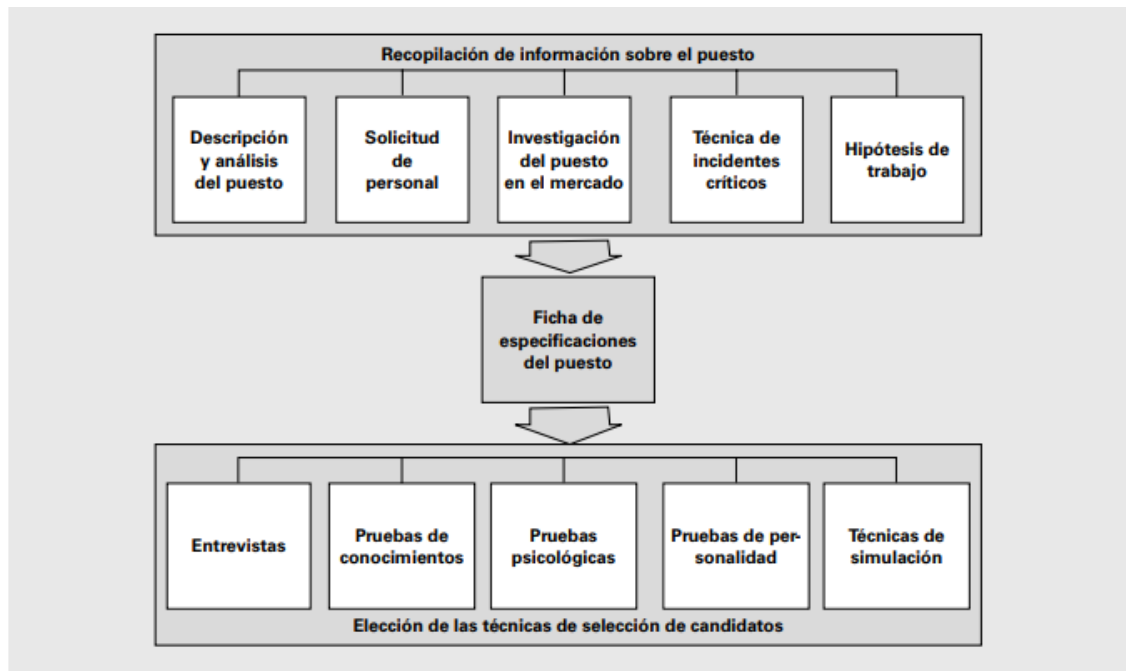 Recopilación de información sobre el puesto
Descripción
y análisis
del puesto
Solicitud
de
personal
Investigación
del puesto
en el mercado
Técnica de
incidentes
críticos
Hipótesis de
trabajo
Ficha de
especificaciones
del puesto
Entrevistas
Pruebas de
conocimientos
Pruebas
psicológicas
Pruebas de per-
sonalidad
Técnicas de
simulación
Elección de las técnicas de selección de candidatos